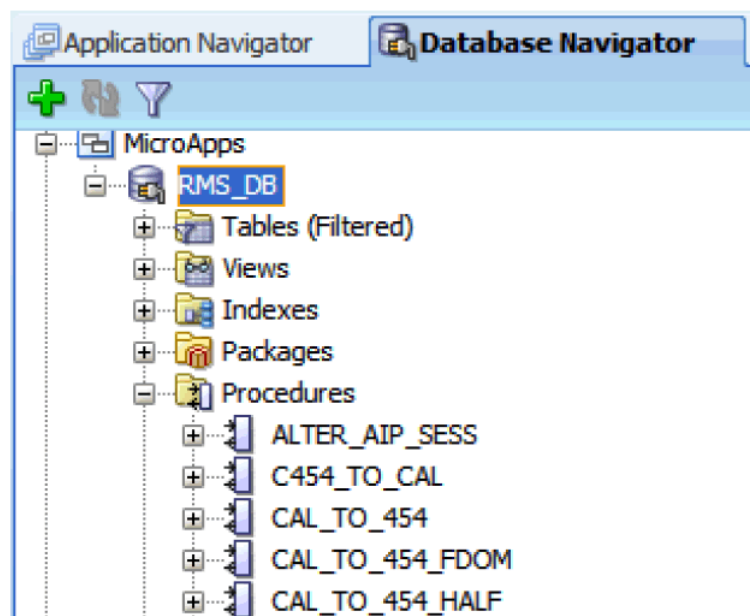 Application Navigator Database Navigator
MicroApps
RMS_DB
Tables (Filtered)
Views
Indexes
Packages
Procedures
ALTER_AIP_SESS
C454_TO_CAL
CAL_TO_454
CAL_TO_454_FDOM
CAL_TO_454_HALF